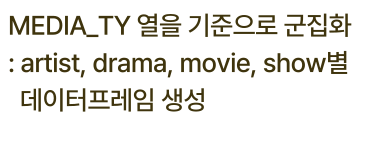 MEDIA_TY 열을 기준으로 군집화
: artist, drama, movie, show별
데이터프레임 생성